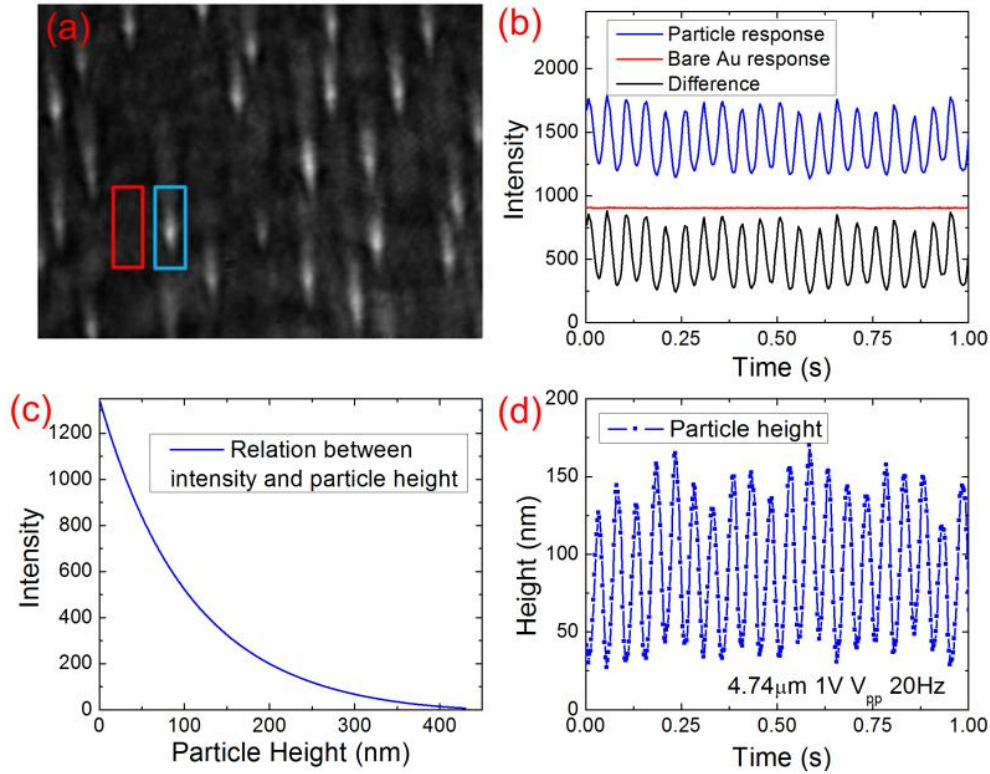 (a)
(b)
Particle response
Bare Au response
Difference
2000
1500
1000
500
0
Intensity
0.00 0.25 0.50 0.75 1.00
Time (s)
(c)
1200
1000
800
600
400
200
0
Intensity
Relation between
intensity and particle height
0 100 200 300 400
Particle Height (nm)
(d)
200
150
100
50
0
Height (nm)
Particle height
4.74μm 1V Vpp 20Hz
0.00 0.25 0.50 0.75 1.00
Time (s)